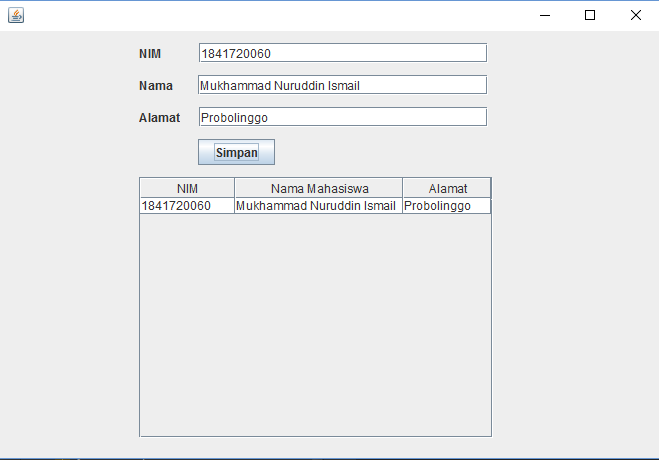 NIM 1841720060
Nama Mukhammad Nuruddin Ismail
Alamat Probolinggo
Simpan
NIM Nama Mahasiswa Alamat
1841720060 Mukhammad Nuruddin Ismail Probolinggo